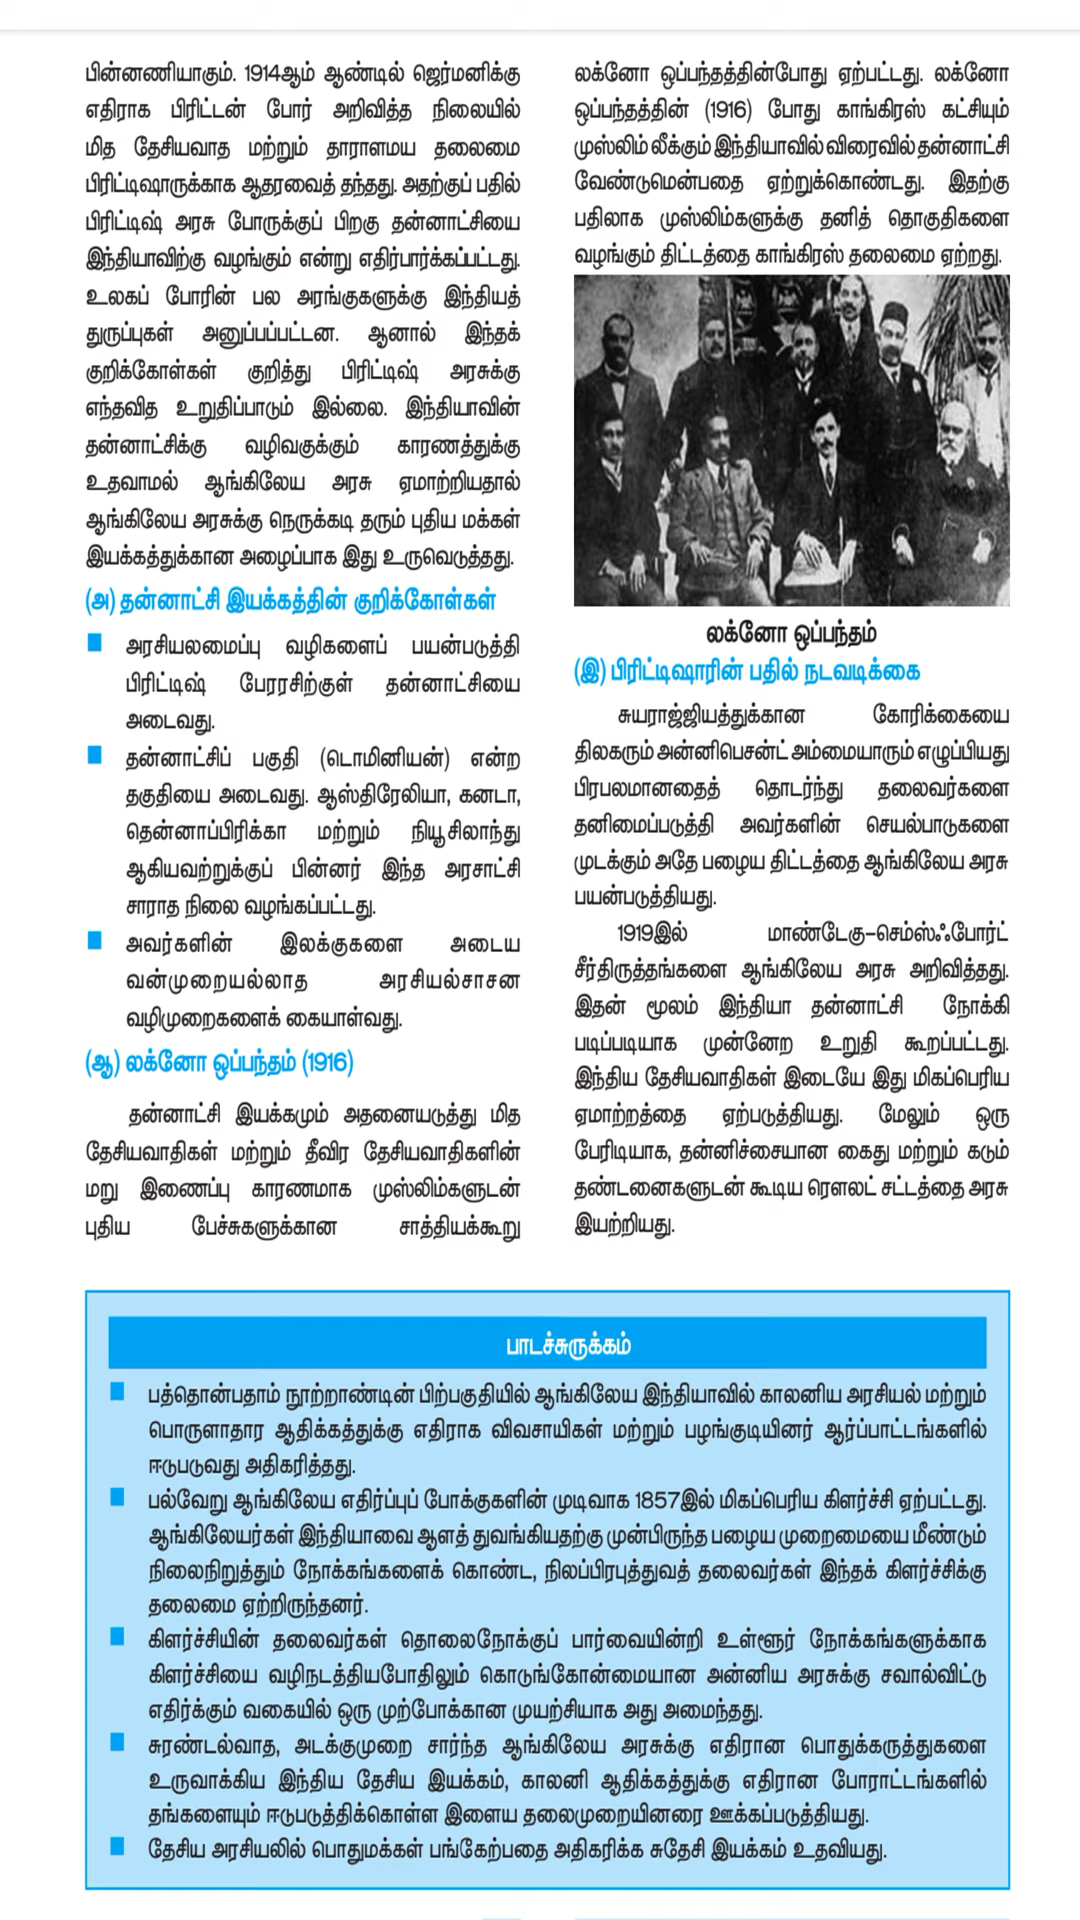 பின்னணியாகும். 1914ஆம் ஆண்டில் ஜெர்மனிக்கு
எதிராக பிரிட்டன் போர் அறிவித்த நிலையில்
மித தேசியவாத மற்றும் தாராளமய தலைமை
பிரிட்டிஷாருக்காக ஆதரவைத் தந்தது. அதற்குப் பதில்
பிரிட்டிஷ் அரசு போருக்குப் பிறகு தன்னாட்சியை
இந்தியாவிற்கு வழங்கும் என்று எதிர்பார்க்கப்பட்டது.
உலகப் போரின் பல அரங்குகளுக்கு இந்தியத்
துருப்புகள் அனுப்பப்பட்டன. ஆனால் இந்தக்
குறிக்கோள்கள் குறித்து பிரிட்டிஷ் அரசுக்கு
எந்தவித உறுதிப்பாடும் இல்லை. இந்தியாவின்
தன்னாட்சிக்கு வழிவகுக்கும் காரணத்துக்கு
உதவாமல் ஆங்கிலேய அரசு ஏமாற்றியதால்
ஆங்கிலேய அரசுக்கு நெருக்கடி தரும் புதிய மக்கள்
இயக்கத்துக்கான அழைப்பாக இது உருவெடுத்தது.
(அ) தன்னாட்சி இயக்கத்தின் குறிக்கோள்கள்
■ அரசியலமைப்பு வழிகளைப் பயன்படுத்தி
பிரிட்டிஷ் பேரரசிற்குள் தன்னாட்சியை
அடைவது.
■ தன்னாட்சிப் பகுதி (டொமினியன்) என்ற
தகுதியை அடைவது. ஆஸ்திரேலியா, கனடா,
தென்னாப்பிரிக்கா மற்றும் நியூசிலாந்து
ஆகியவற்றுக்குப் பின்னர் இந்த அரசாட்சி
சாராத நிலை வழங்கப்பட்டது.
■ அவர்களின் இலக்குகளை அடைய
வன்முறையல்லாத அரசியல்சாசன
வழிமுறைகளைக் கையாள்வது.
(ஆ) லக்னோ ஒப்பந்தம் (1916)
தன்னாட்சி இயக்கமும் அதனையடுத்து மித
தேசியவாதிகள் மற்றும் தீவிர தேசியவாதிகளின்
மறு இணைப்பு காரணமாக முஸ்லிம்களுடன்
புதிய பேச்சுகளுக்கான சாத்தியக்கூறு
லக்னோ ஒப்பந்தத்தின்போது ஏற்பட்டது. லக்னோ
ஒப்பந்தத்தின் (1916) போது காங்கிரஸ் கட்சியும்
முஸ்லிம் லீக்கும் இந்தியாவில் விரைவில் தன்னாட்சி
வேண்டுமென்பதை ஏற்றுக்கொண்டது. இதற்கு
பதிலாக முஸ்லிம்களுக்கு தனித் தொகுதிகளை
வழங்கும் திட்டத்தை காங்கிரஸ் தலைமை ஏற்றது.
லக்னோ ஒப்பந்தம்
(இ) பிரிட்டிஷாரின் பதில் நடவடிக்கை
சுயராஜ்ஜியத்துக்கான கோரிக்கையை
திலகரும் அன்னிபெசன்ட் அம்மையாரும் எழுப்பியது
பிரபலமானதைத் தொடர்ந்து தலைவர்களை
தனிமைப்படுத்தி அவர்களின் செயல்பாடுகளை
முடக்கும் அதே பழைய திட்டத்தை ஆங்கிலேய அரசு
பயன்படுத்தியது.
1919இல் மாண்டேகு–செம்ஸ்ஃபோர்ட்
சீர்திருத்தங்களை ஆங்கிலேய அரசு அறிவித்தது.
இதன் மூலம் இந்தியா தன்னாட்சி நோக்கி
படிப்படியாக முன்னேற உறுதி கூறப்பட்டது.
இந்திய தேசியவாதிகள் இடையே இது மிகப்பெரிய
ஏமாற்றத்தை ஏற்படுத்தியது. மேலும் ஒரு
பேரிடியாக, தன்னிச்சையான கைது மற்றும் கடும்
தண்டனைகளுடன் கூடிய ரௌலட் சட்டத்தை அரசு
இயற்றியது.
பாடச்சுருக்கம்
■ பத்தொன்பதாம் நூற்றாண்டின் பிற்பகுதியில் ஆங்கிலேய இந்தியாவில் காலனிய அரசியல் மற்றும்
பொருளாதார ஆதிக்கத்துக்கு எதிராக விவசாயிகள் மற்றும் பழங்குடியினர் ஆர்ப்பாட்டங்களில்
ஈடுபடுவது அதிகரித்தது.
■ பல்வேறு ஆங்கிலேய எதிர்ப்புப் போக்குகளின் முடிவாக 1857இல் மிகப்பெரிய கிளர்ச்சி ஏற்பட்டது.
ஆங்கிலேயர்கள் இந்தியாவை ஆளத் துவங்கியதற்கு முன்பிருந்த பழைய முறைமையை மீண்டும்
நிலைநிறுத்தும் நோக்கங்களைக் கொண்ட, நிலப்பிரபுத்துவத் தலைவர்கள் இந்தக் கிளர்ச்சிக்கு
தலைமை ஏற்றிருந்தனர்.
■ கிளர்ச்சியின் தலைவர்கள் தொலைநோக்குப் பார்வையின்றி உள்ளூர் நோக்கங்களுக்காக
கிளர்ச்சியை வழிநடத்தியபோதிலும் கொடுங்கோன்மையான அன்னிய அரசுக்கு சவால்விட்டு
எதிர்க்கும் வகையில் ஒரு முற்போக்கான முயற்சியாக அது அமைந்தது.
■ சுரண்டல்வாத, அடக்குமுறை சார்ந்த ஆங்கிலேய அரசுக்கு எதிரான பொதுக்கருத்துகளை
உருவாக்கிய இந்திய தேசிய இயக்கம், காலனி ஆதிக்கத்துக்கு எதிரான போராட்டங்களில்
தங்களையும் ஈடுபடுத்திக்கொள்ள இளைய தலைமுறையினரை ஊக்கப்படுத்தியது.
■ தேசிய அரசியலில் பொதுமக்கள் பங்கேற்பதை அதிகரிக்க சுதேசி இயக்கம் உதவியது.